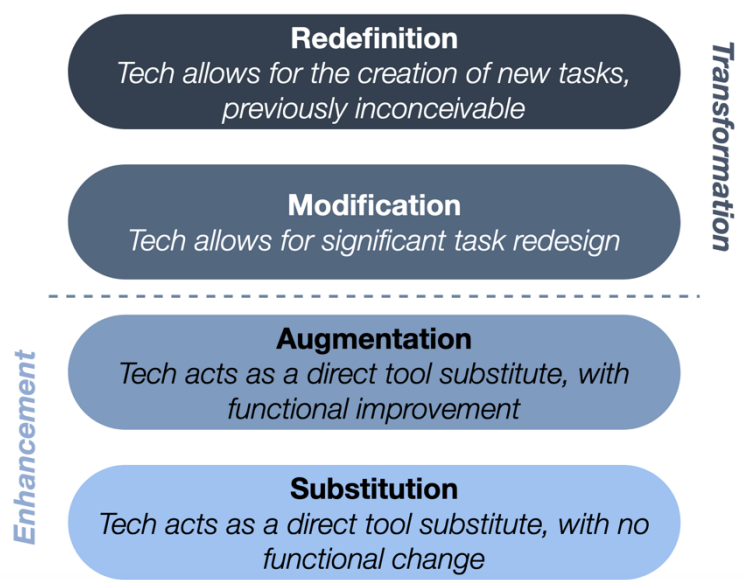 Redefinition
Tech allows for the creation of new tasks,
previously inconceivable
Transformation
Modification
Tech allows for significant task redesign
Augmentation
Tech acts as a direct tool substitute, with
functional improvement
Enhancement
Substitution
Tech acts as a direct tool substitute, with no
functional change